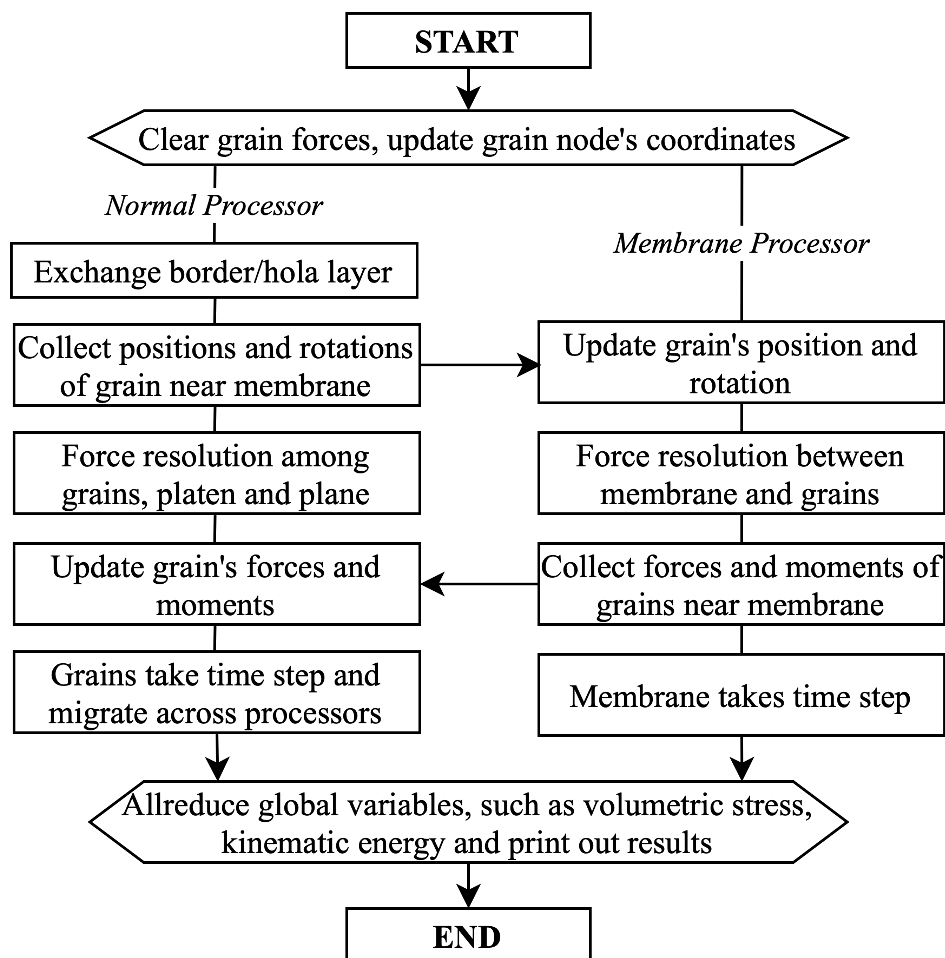 START
Clear grain forces, update grain node's coordinates
Normal Processor
Membrane Processor
Exchange border/hola layer
Collect positions and rotations
of grain near membrane
Update grain's position and
rotation
Force resolution among
grains, platen and plane
Force resolution between
membrane and grains
Update grain's forces and
moments
Collect forces and moments of
grains near membrane
Grains take time step and
migrate across processors
Membrane takes time step
Allreduce global variables, such as volumetric stress,
kinematic energy and print out results
END